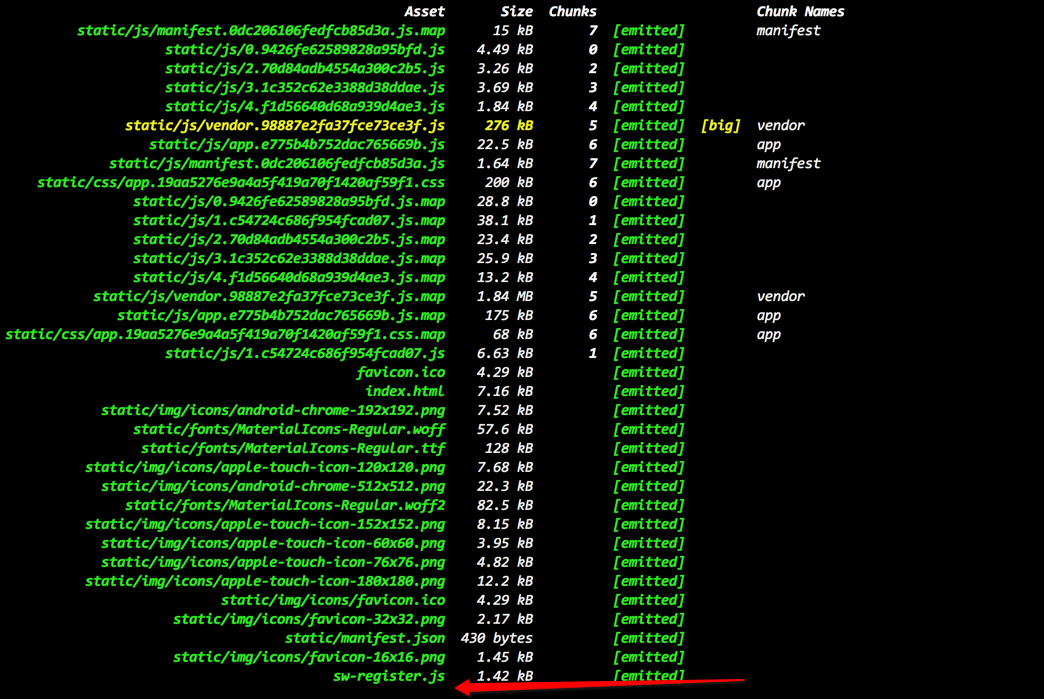 Asset Size Chunks Chunk Names
static/js/manifest.0dc206106fedfcb85d3a.js.map 15 kB 7 [emitted] manifest
static/js/0.9426fe62589828a95bfd.js 4.49 kB 0 [emitted]
static/js/2.70d84adb4554a300c2b5.js 3.26 kB 2 [emitted]
static/js/3.1c352c62e3388d38ddae.js 3.69 kB 3 [emitted]
static/js/4.f1d56640d68a939d4ae3.js 1.84 kB 4 [emitted]
static/js/vendor.98887e2fa37fce73ce3f.js 276 kB 5 [emitted] [big] vendor
static/js/app.e775b4b752dac765669b.js 22.5 kB 6 [emitted] app
static/js/manifest.0dc206106fedfcb85d3a.js 1.64 kB 7 [emitted] manifest
static/css/app.19aa5276e9a4a5f419a70f1420af59f1.css 200 kB 6 [emitted] app
static/js/0.9426fe62589828a95bfd.js.map 28.8 kB 0 [emitted]
static/js/1.c54724c686f954fcad07.js.map 38.1 kB 1 [emitted]
static/js/2.70d84adb4554a300c2b5.js.map 23.4 kB 2 [emitted]
static/js/3.1c352c62e3388d38ddae.js.map 25.9 kB 3 [emitted]
static/js/4.f1d56640d68a939d4ae3.js.map 13.2 kB 4 [emitted]
static/js/vendor.98887e2fa37fce73ce3f.js.map 1.84 MB 5 [emitted] vendor
static/js/app.e775b4b752dac765669b.js.map 175 kB 6 [emitted] app
static/css/app.19aa5276e9a4a5f419a70f1420af59f1.css.map 68 kB 6 [emitted] app
static/js/1.c54724c686f954fcad07.js 6.63 kB 1 [emitted]
favicon.ico 4.29 kB [emitted]
index.html 7.16 kB [emitted]
static/img/icons/android-chrome-192x192.png 7.52 kB [emitted]
static/fonts/MaterialIcons-Regular.woff 57.6 kB [emitted]
static/fonts/MaterialIcons-Regular.ttf 128 kB [emitted]
static/img/icons/apple-touch-icon-120x120.png 7.68 kB [emitted]
static/img/icons/android-chrome-512x512.png 22.3 kB [emitted]
static/fonts/MaterialIcons-Regular.woff2 82.5 kB [emitted]
static/img/icons/apple-touch-icon-152x152.png 8.15 kB [emitted]
static/img/icons/apple-touch-icon-60x60.png 3.95 kB [emitted]
static/img/icons/apple-touch-icon-76x76.png 4.82 kB [emitted]
static/img/icons/apple-touch-icon-180x180.png 12.2 kB [emitted]
static/img/icons/favicon.ico 4.29 kB [emitted]
static/img/icons/favicon-32x32.png 2.17 kB [emitted]
static/manifest.json 430 bytes [emitted]
static/img/icons/favicon-16x16.png 1.45 kB [emitted]
sw-register.js 1.42 kB [emitted]